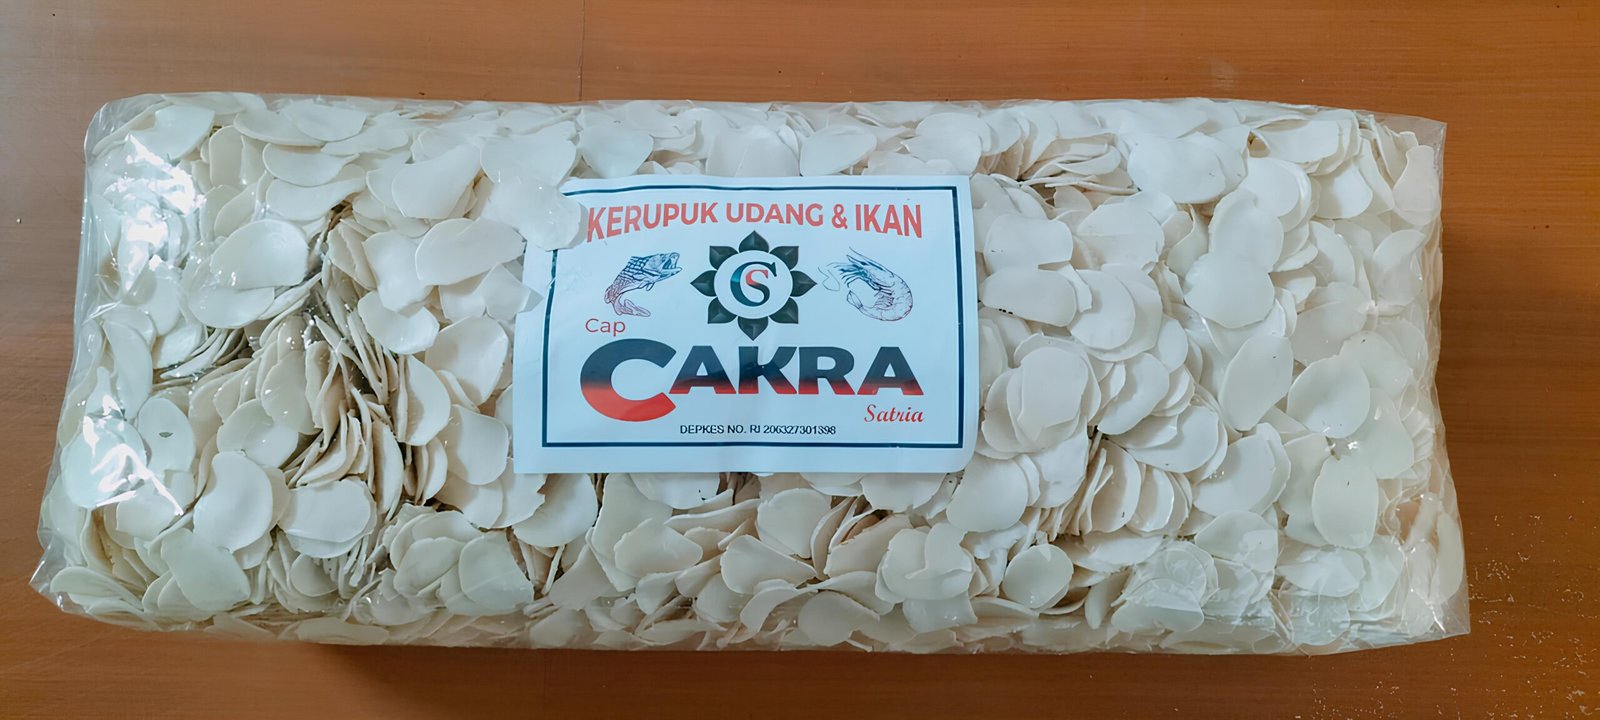 KERUPUK UDANG & IKAN
CS
Cap
CAKRA
Satria
DEPKES NO. RI 206327301398